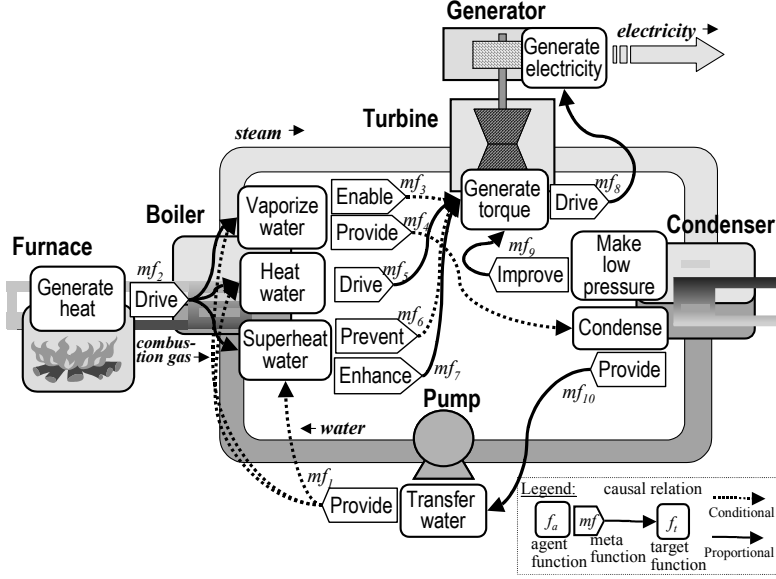 Generator
Generate
electricity
electricity
Turbine
steam
Generate
torque
Drive
mf8
Boiler
Vaporize
water
Enable
mf3
Provide
mf4
Heat
water
Drive
mf5
Superheat
water
Prevent
mf6
Enhance
mf7
Furnace
Generate
heat
mf2
Drive
combus-
tion gas
Condenser
Make
low
pressure
mf9
Improve
Condense
Provide
mf10
Pump
water
mf1
Provide
Transfer
water
Legend:
causal relation
fa
mf
ft
agent
function
meta
function
target
function
Conditional
Proportional